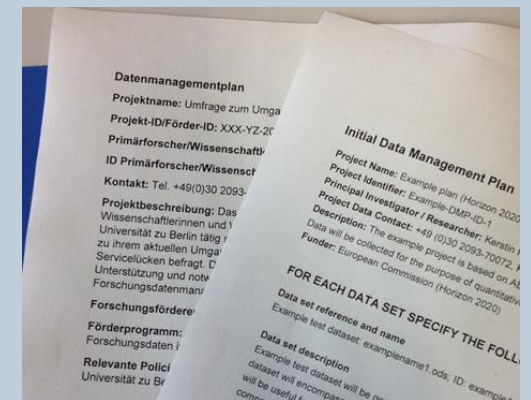 Datenmanagementplan
Projektname: Umfrage zum Umga
Projekt-ID/Förder-ID: XXX-YZ-20
Primärforscher/Wissenschaftl
ID Primärforscher/Wissensch
Kontakt: Tel. +49(0)30 2093-
Projektbeschreibung: Das
Wissenschaftlerinnen und
Universität zu Berlin tätig
zu ihrem aktuellen Umga
Servicelücken befragt. D
Unterstützung und notw
Forschungsdatenmana
Forschungsfördere
Förderprogramm:
Forschungsdaten i
Relevante Polici
Universität zu Be
Initial Data Management Plan
Project Name: Example plan (Horizon 2020
Project Identifier: Example-DMP-ID-1
Principal Investigator / Researcher: Kerstin
Project Data Contact: +49 (0)30 2093-70072,
Description: The example project is based on
Data will be collected for the purpose of quantitative
Funder: European Commission (Horizon 2020)
FOR EACH DATA SET SPECIFY THE FOLL
Data set reference and name
Example test dataset: examplename1.ods; ID: example
Data set description
Example test dataset will be
dataset will encompass
will be useful